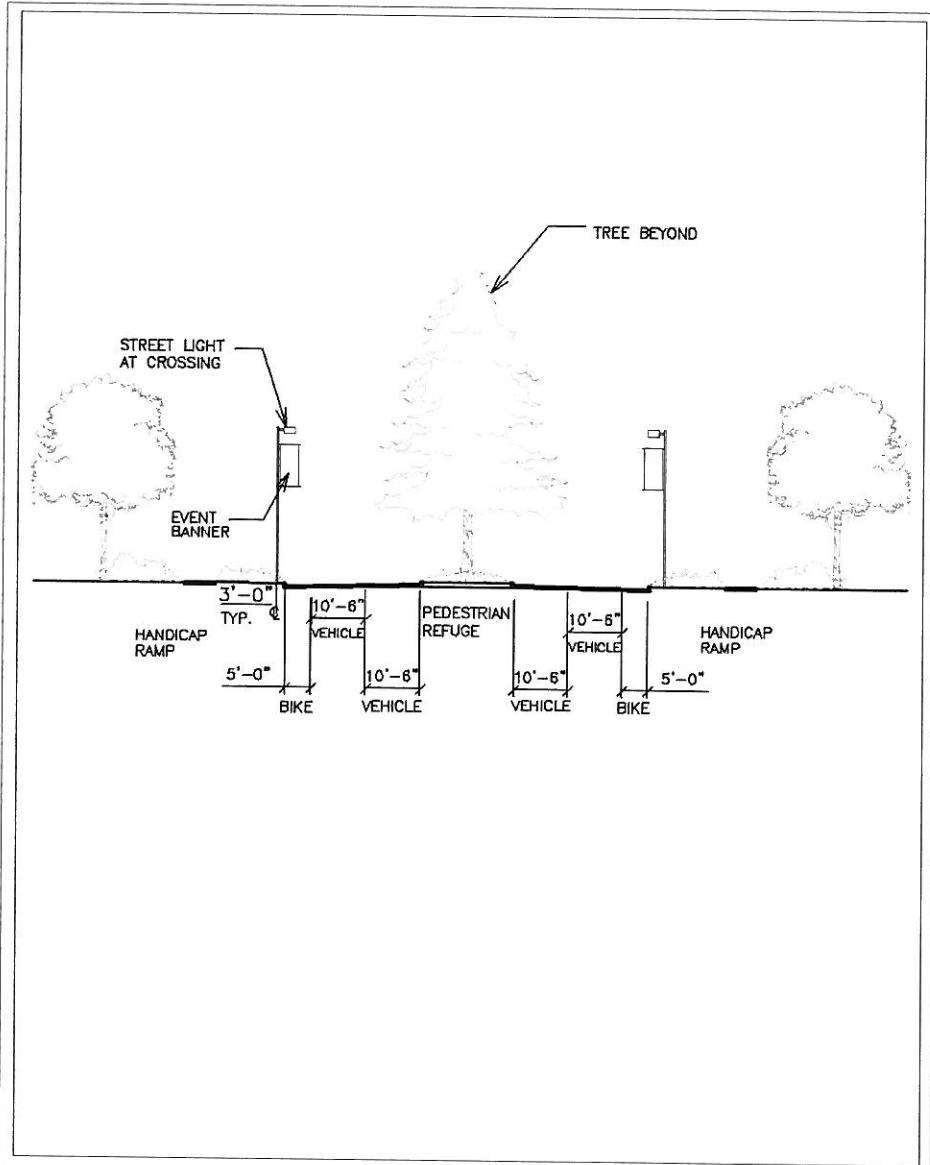 TREE BEYOND
STREET LIGHT
AT CROSSING
EVENT
BANNER
3'-0"
TYP.
℄
HANDICAP
RAMP
10'-6"
VEHICLE
PEDESTRIAN
REFUGE
10'-6"
VEHICLE
HANDICAP
RAMP
5'-0"
BIKE
10'-6"
VEHICLE
10'-6"
VEHICLE
BIKE
5'-0"